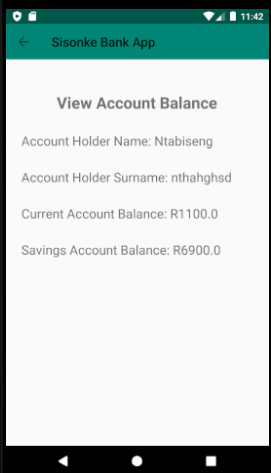 11:42
Sisonke Bank App
View Account Balance
Account Holder Name: Ntabiseng
Account Holder Surname: nthahghsd
Current Account Balance: R1100.0
Savings Account Balance: R6900.0